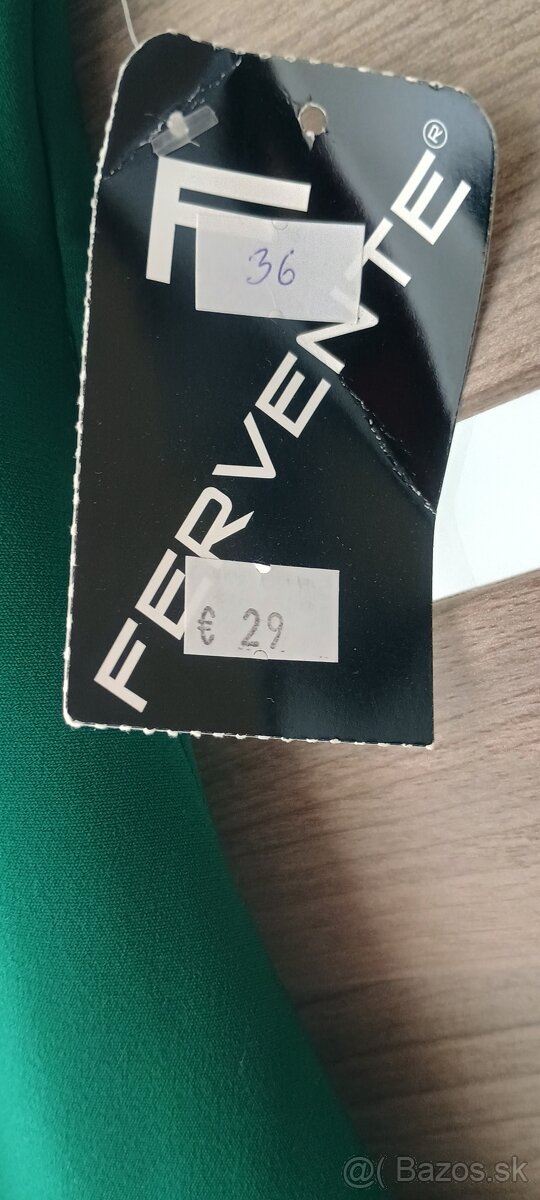 36
FERVENTE®
€ 29
@( Bazos.sk